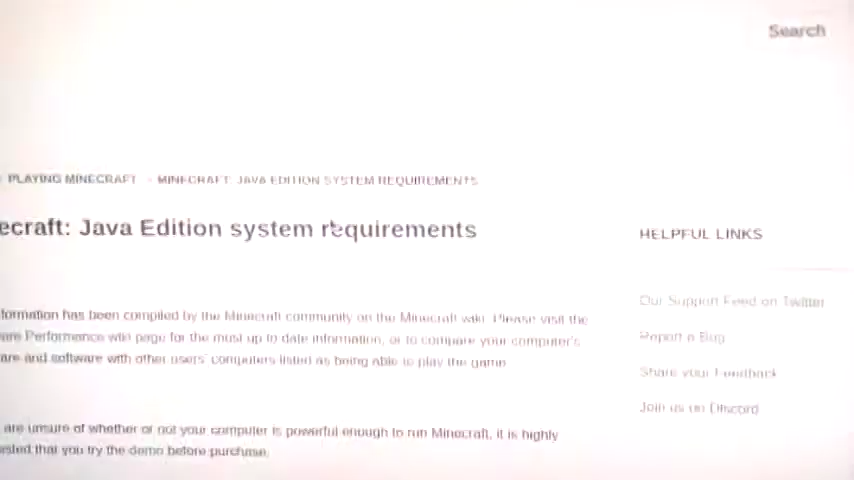 Search
PLAYING MINECRAFT
MINECRAFT: JAVA EDITION SYSTEM REQUIREMENTS
ecraft: Java Edition system requirements
HELPFUL LINKS
formation has been compiled by the Minecraft community on the Minecraft wiki. Please visit the
are Performance wiki page for the most up to date information, or to compare your computer's
are and software with other users' computers listed as being able to play the game
are unsure of whether or not your computer is powerful enough to run Minecraft, it is highly
ested that you try the demo before purchase.
Our Support Feed on Twitter
Report a Bug
Share your Feedback
Join us on Discord